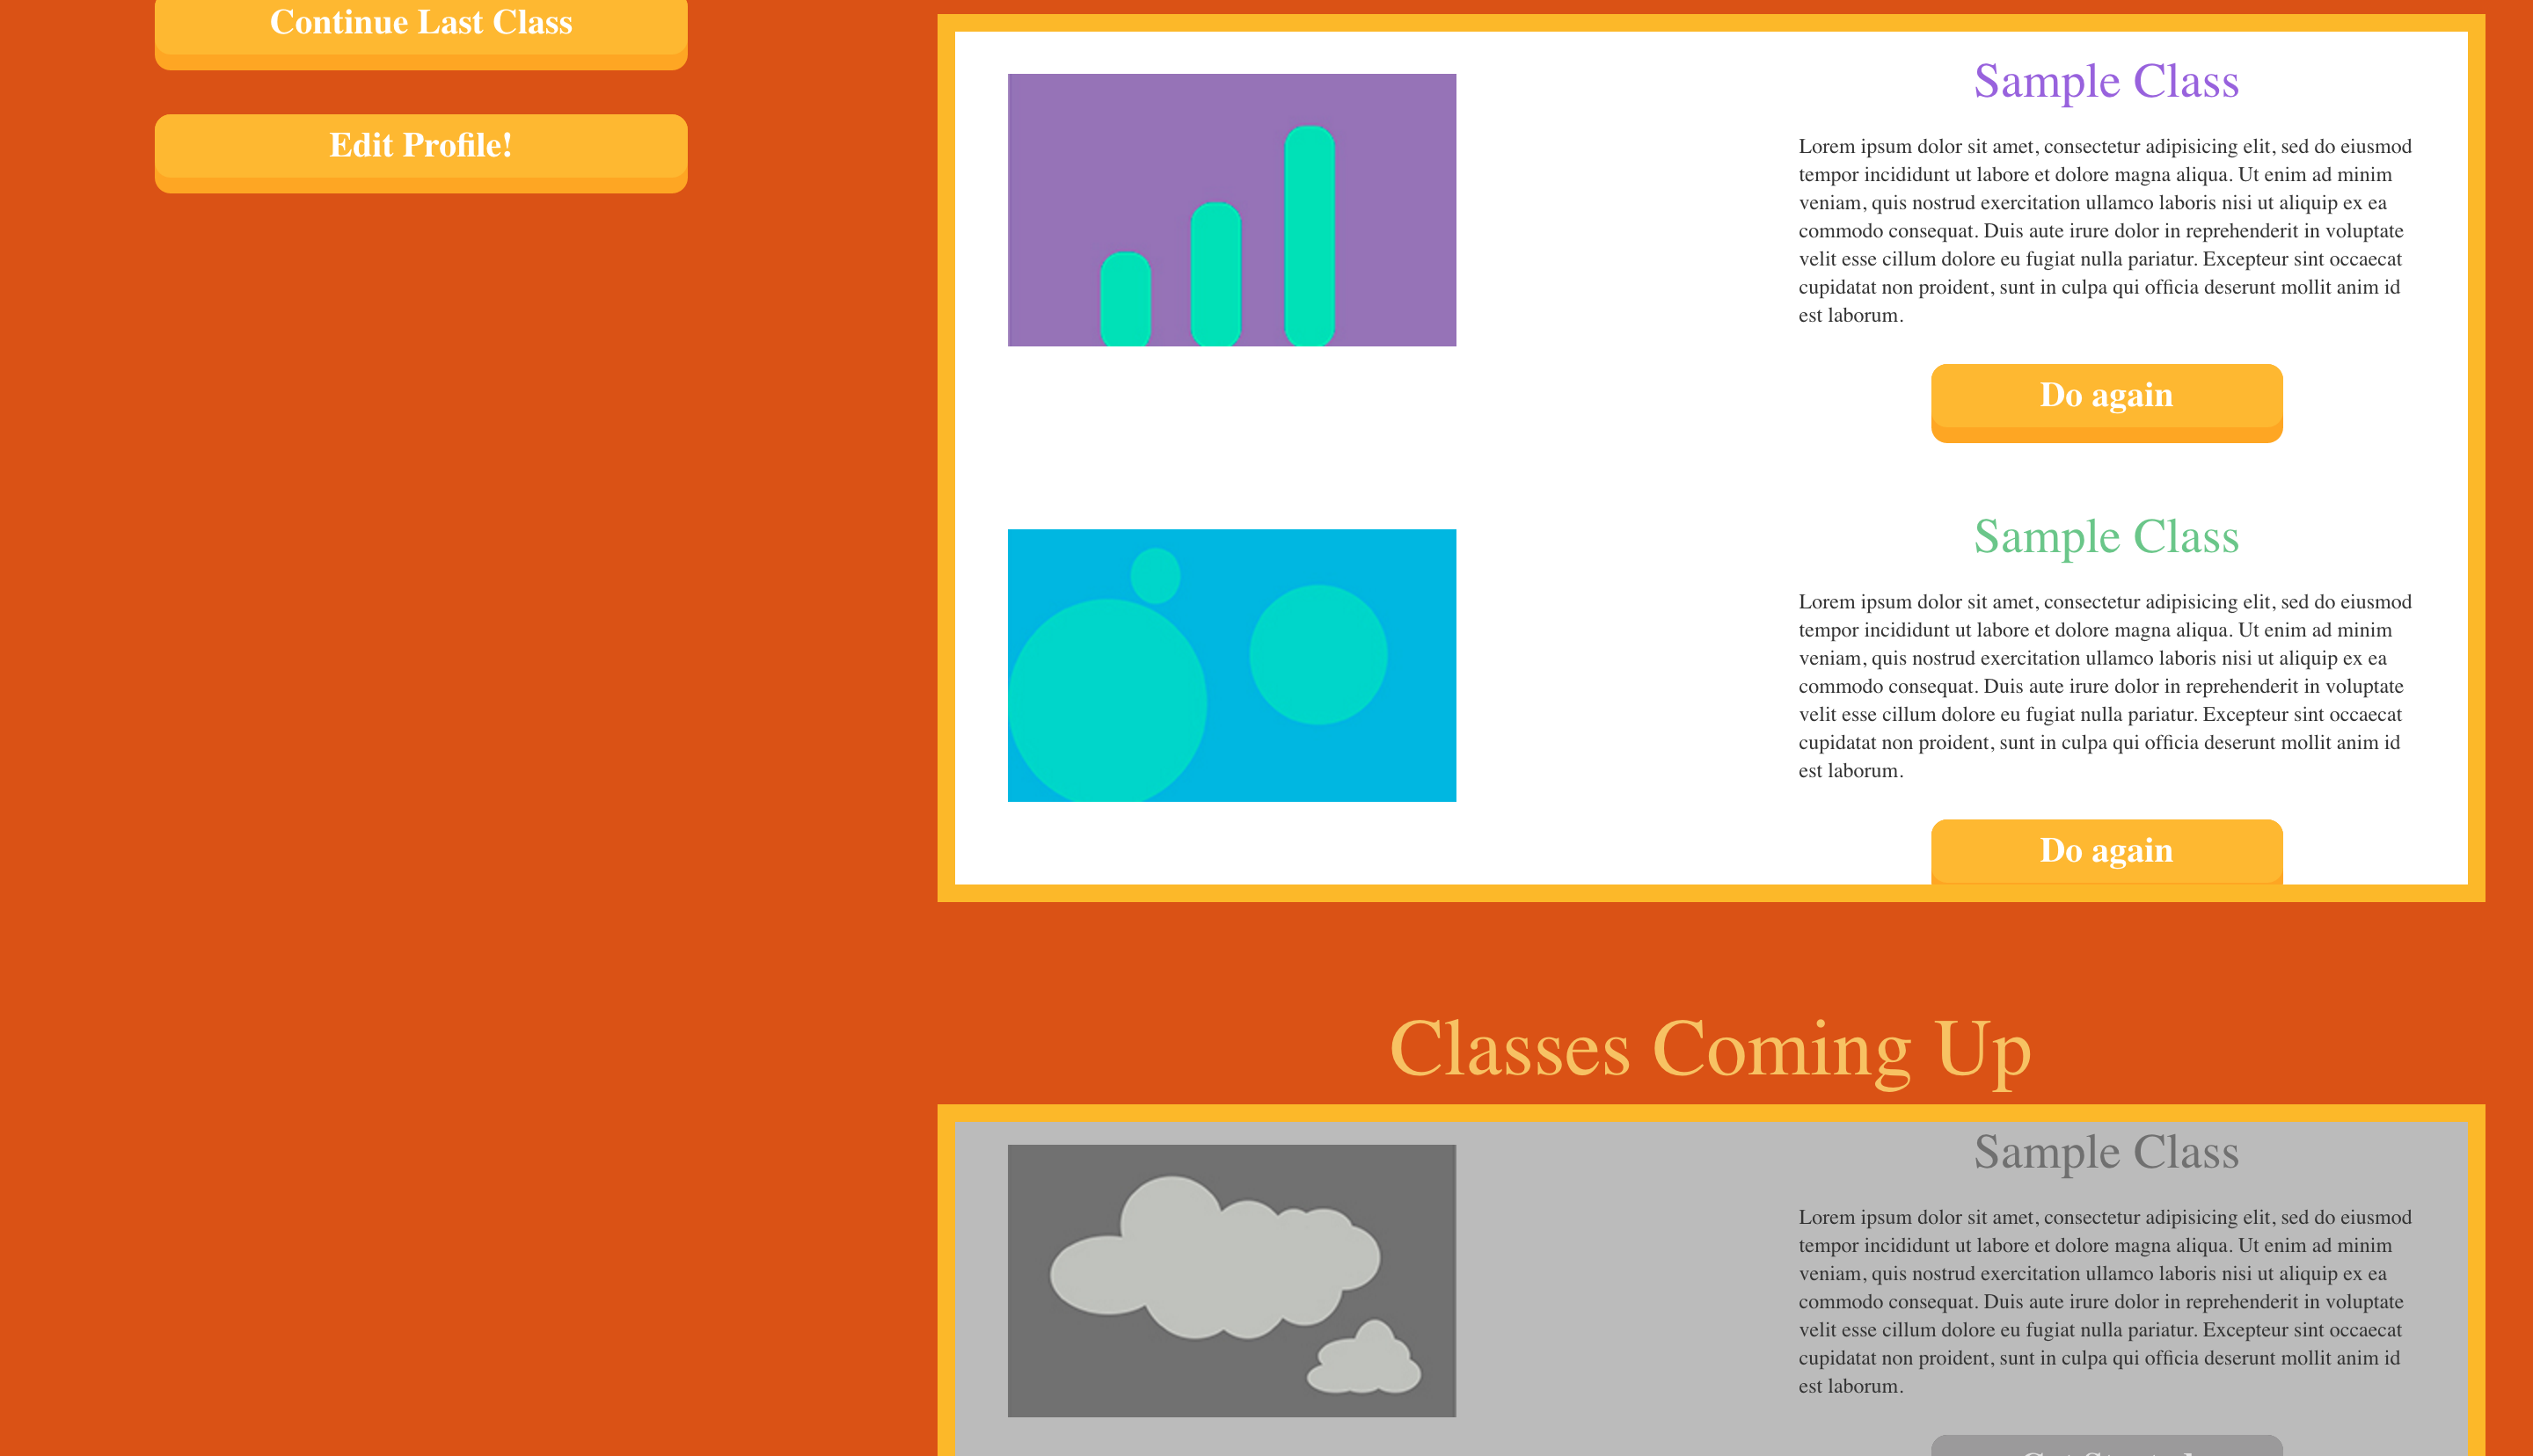 Continue Last Class
Edit Profile!
Sample Class
Lorem ipsum dolor sit amet, consectetur adipisicing elit, sed do eiusmod
tempor incididunt ut labore et dolore magna aliqua. Ut enim ad minim
veniam, quis nostrud exercitation ullamco laboris nisi ut aliquip ex ea
commodo consequat. Duis aute irure dolor in reprehenderit in voluptate
velit esse cillum dolore eu fugiat nulla pariatur. Excepteur sint occaecat
cupidatat non proident, sunt in culpa qui officia deserunt mollit anim id
est laborum.
Do again
Sample Class
Lorem ipsum dolor sit amet, consectetur adipisicing elit, sed do eiusmod
tempor incididunt ut labore et dolore magna aliqua. Ut enim ad minim
veniam, quis nostrud exercitation ullamco laboris nisi ut aliquip ex ea
commodo consequat. Duis aute irure dolor in reprehenderit in voluptate
velit esse cillum dolore eu fugiat nulla pariatur. Excepteur sint occaecat
cupidatat non proident, sunt in culpa qui officia deserunt mollit anim id
est laborum.
Do again
Classes Coming Up
Sample Class
Lorem ipsum dolor sit amet, consectetur adipisicing elit, sed do eiusmod
tempor incididunt ut labore et dolore magna aliqua. Ut enim ad minim
veniam, quis nostrud exercitation ullamco laboris nisi ut aliquip ex ea
commodo consequat. Duis aute irure dolor in reprehenderit in voluptate
velit esse cillum dolore eu fugiat nulla pariatur. Excepteur sint occaecat
cupidatat non proident, sunt in culpa qui officia deserunt mollit anim id
est laborum.